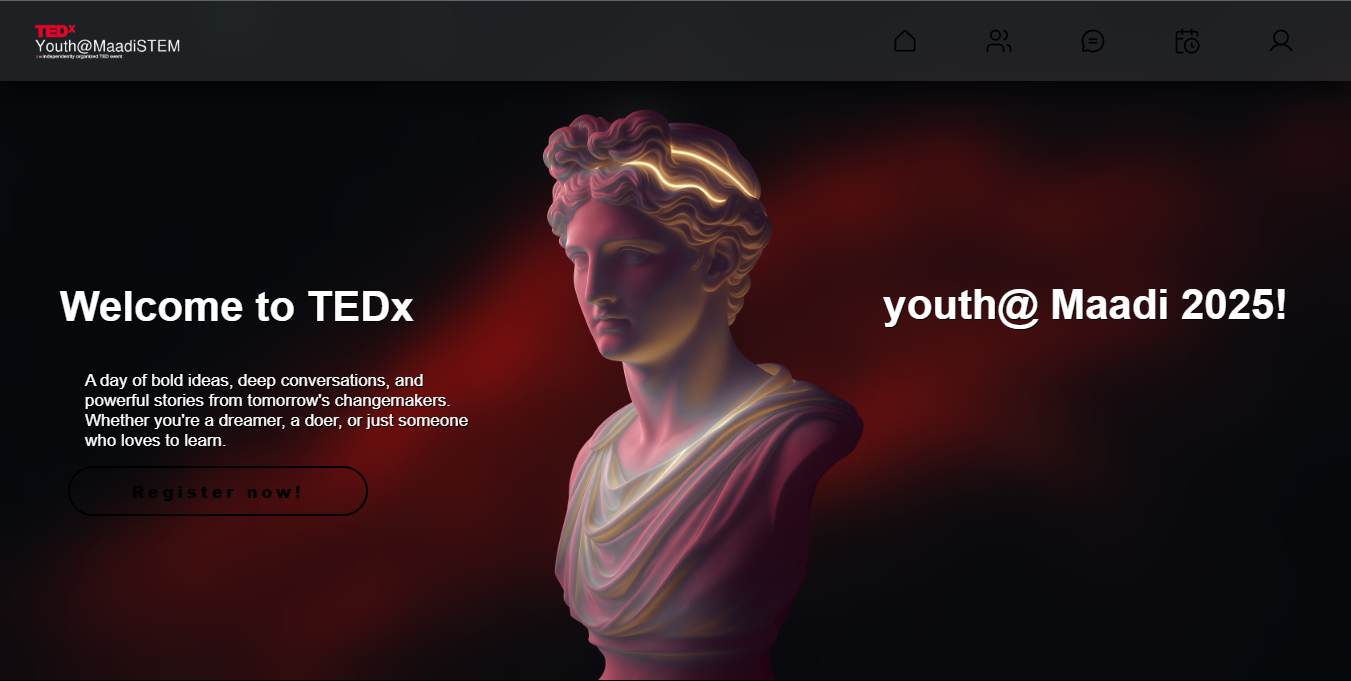 TEDx
Youth@MaadiSTEM
x = independently organized TED event
Welcome to TEDx
youth@ Maadi 2025!
A day of bold ideas, deep conversations, and
powerful stories from tomorrow's changemakers.
Whether you're a dreamer, a doer, or just someone
who loves to learn.
Register now!